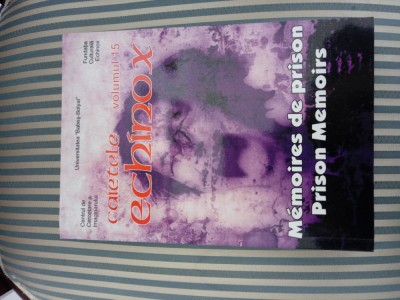 Centrul de
Cercetare a
Imaginarului
Universitatea "Babeş-Bolyai"
Fundaţia
Culturală
Echinox
caietele
volumul 15
echinox
Mémoires de prison
Prison Memoirs